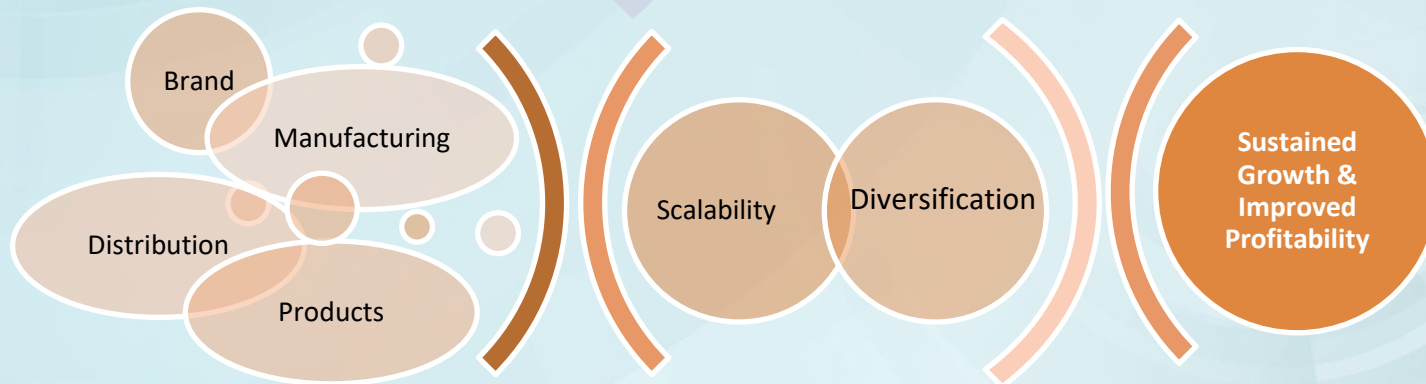 Brand
Manufacturing
Distribution
Products
Scalability
Diversification
Sustained
Growth &
Improved
Profitability